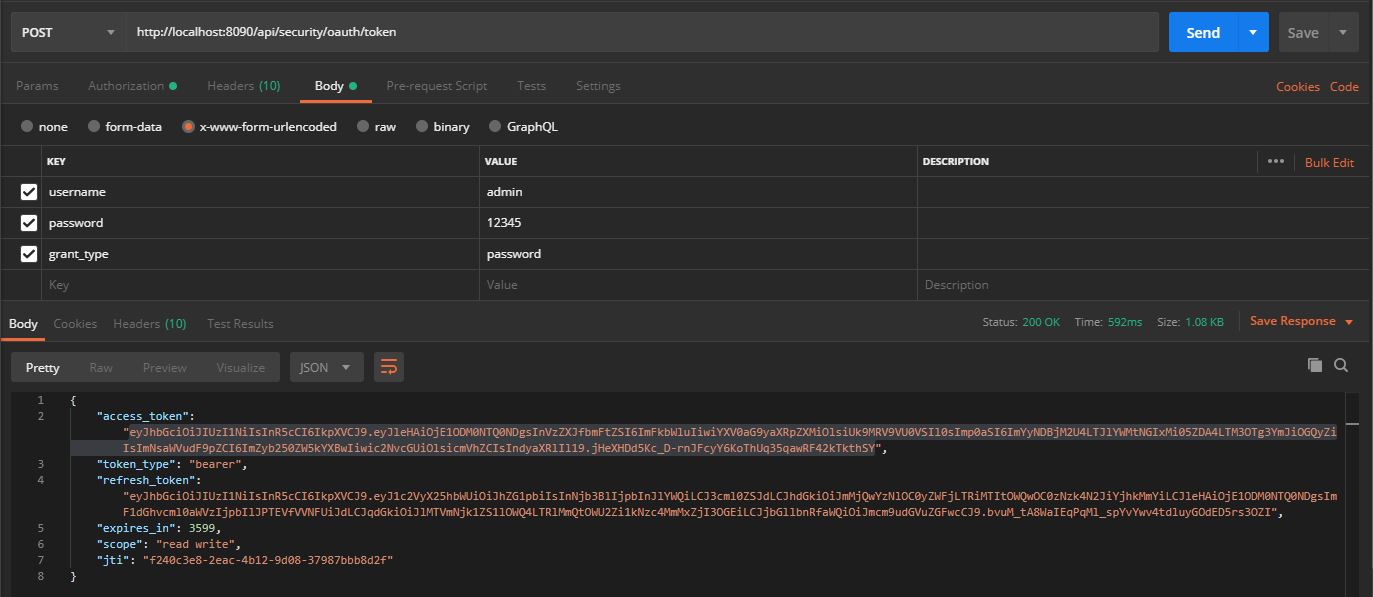 POST http://localhost:8090/api/security/oauth/token Send Save
Params Authorization Headers (10) Body Pre-request Script Tests Settings Cookies Code
none form-data x-www-form-urlencoded raw binary GraphQL
KEY VALUE DESCRIPTION ••• Bulk Edit
username admin
password 12345
grant_type password
Key Value Description
Body Cookies Headers (10) Test Results Status: 200 OK Time: 592ms Size: 1.08 KB Save Response
Pretty Raw Preview Visualize JSON
1 {
2 "access_token":
"eyJhbGciOiJIUzI1NiIsInR5cCI6IkpXVCJ9.eyJleHAiOjE1ODM0NTQ0NDgsInVzZXJfbmFtZSI6ImFkbWluIiwiYXV0aG9yaXRpZXMiOlsiUk9MRV9VU0VSIl0sImp0aSI6ImYyNDBjM2U4LTJlYWMtNGIxMi05ZDA4LTM3OTg3YmJiOGQyZi
IsImNsaWVudF9pZCI6ImZyb250ZW5kYXBwIiwic2NvcGUiOlsicmVhZCIsIndyaXRlIl19.jHeXHDd5Kc_D-rnJFcyY6KoThUq35qawRF42kTkthSY",
3 "token_type": "bearer",
4 "refresh_token":
5 "expires_in": 3599,
6 "scope": "read write",
7 "jti": "f240c3e8-2eac-4b12-9d08-37987bbb8d2f"
8 }